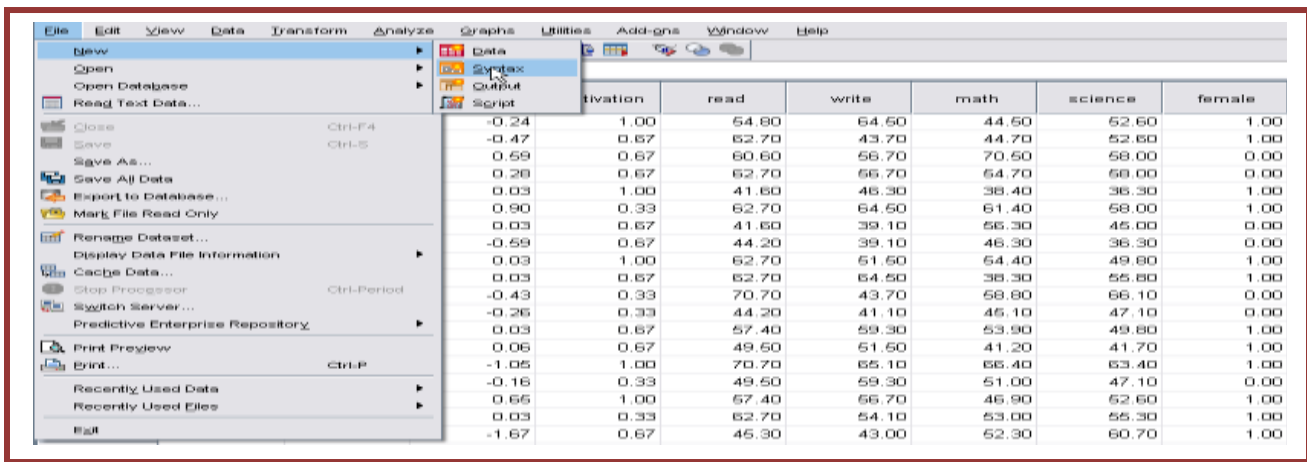 File Edit View Data Transform Analyze Graphs Utilities Add-ons Window Help
New
Open
Open Database
Read Text Data...
Close Ctrl-F4
Save Ctrl-S
Save As...
Save All Data
Export to Database...
Mark File Read Only
Rename Dataset...
Display Data File Information
Cache Data...
Stop Processor Ctrl-Period
Switch Server...
Predictive Enterprise Repository
Print Preview
Print... Ctrl-P
Recently Used Data
Recently Used Files
Exit
Data
Syntax
Output
Script
tivation read write math science female
-0.24 1.00 54.80 64.50 44.50 52.60 1.00
-0.47 0.67 62.70 43.70 44.70 52.60 1.00
0.59 0.67 60.60 56.70 70.50 58.00 0.00
0.28 0.67 62.70 56.70 54.70 58.00 0.00
0.03 1.00 41.60 46.30 38.40 36.30 1.00
0.90 0.33 62.70 64.50 61.40 58.00 1.00
0.03 0.67 41.60 39.10 56.30 45.00 0.00
-0.59 0.67 44.20 39.10 46.30 36.30 0.00
0.03 1.00 62.70 51.50 54.40 49.80 1.00
0.03 0.67 62.70 64.50 38.30 55.80 1.00
-0.43 0.33 70.70 43.70 58.80 66.10 0.00
-0.26 0.33 44.20 41.10 45.10 47.10 0.00
0.03 0.67 57.40 59.30 53.90 49.80 1.00
0.06 0.67 49.50 51.50 41.20 41.70 1.00
-1.05 1.00 70.70 65.10 66.40 63.40 1.00
-0.16 0.33 49.50 59.30 51.00 47.10 0.00
0.65 1.00 57.40 56.70 46.90 52.60 1.00
0.03 0.33 62.70 54.10 53.00 55.30 1.00
-1.67 0.67 45.30 43.00 52.30 60.70 1.00